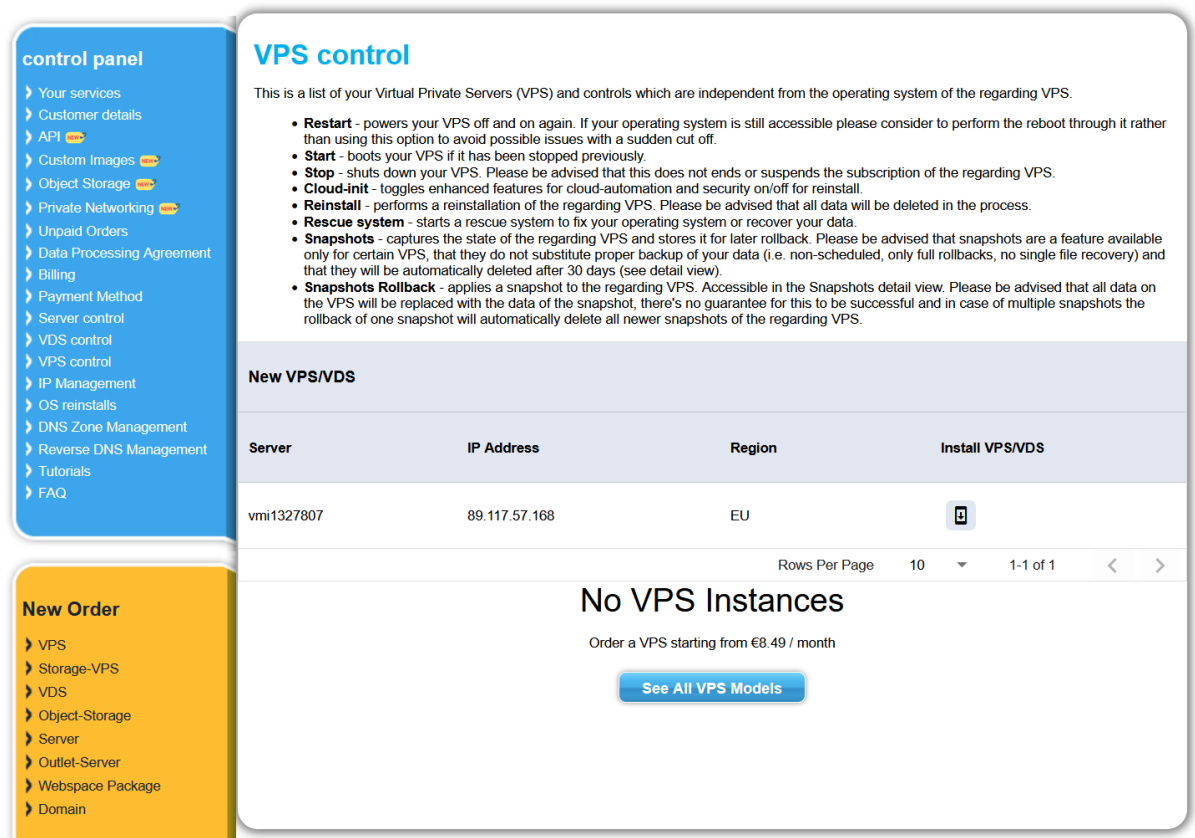 control panel
Your services
Customer details
API NEW
Custom Images NEW
Object Storage NEW
Private Networking NEW
Unpaid Orders
Data Processing Agreement
Billing
Payment Method
Server control
VDS control
VPS control
IP Management
OS reinstalls
DNS Zone Management
Reverse DNS Management
Tutorials
FAQ
New Order
VPS
Storage-VPS
VDS
Object-Storage
Server
Outlet-Server
Webspace Package
Domain
VPS control
This is a list of your Virtual Private Servers (VPS) and controls which are independent from the operating system of the regarding VPS.
• Restart - powers your VPS off and on again. If your operating system is still accessible please consider to perform the reboot through it rather
than using this option to avoid possible issues with a sudden cut off.
• Start - boots your VPS if it has been stopped previously.
• Stop - shuts down your VPS. Please be advised that this does not ends or suspends the subscription of the regarding VPS.
• Cloud-init - toggles enhanced features for cloud-automation and security on/off for reinstall.
• Reinstall - performs a reinstallation of the regarding VPS. Please be advised that all data will be deleted in the process.
• Rescue system - starts a rescue system to fix your operating system or recover your data.
• Snapshots - captures the state of the regarding VPS and stores it for later rollback. Please be advised that snapshots are a feature available
only for certain VPS, that they do not substitute proper backup of your data (i.e. non-scheduled, only full rollbacks, no single file recovery) and
that they will be automatically deleted after 30 days (see detail view).
• Snapshots Rollback - applies a snapshot to the regarding VPS. Accessible in the Snapshots detail view. Please be advised that all data on
the VPS will be replaced with the data of the snapshot, there's no guarantee for this to be successful and in case of multiple snapshots the
rollback of one snapshot will automatically delete all newer snapshots of the regarding VPS.
New VPS/VDS
Server IP Address Region Install VPS/VDS
vmi1327807 89.117.57.168 EU
Rows Per Page 10 1-1 of 1
No VPS Instances
Order a VPS starting from €8.49 / month
See All VPS Models